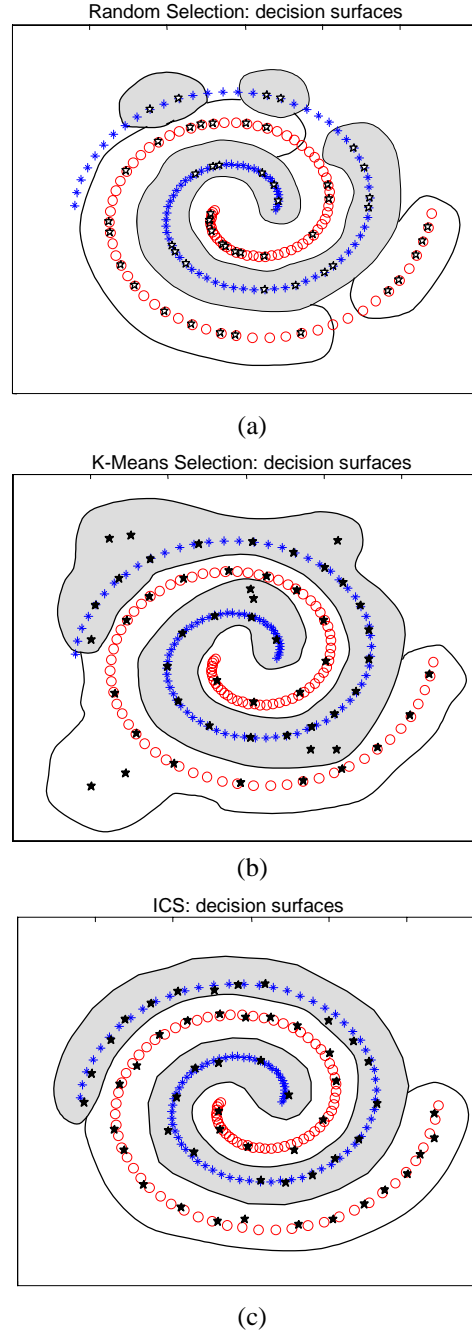 Random Selection: decision surfaces
(a)
K-Means Selection: decision surfaces
(b)
ICS: decision surfaces
(c)